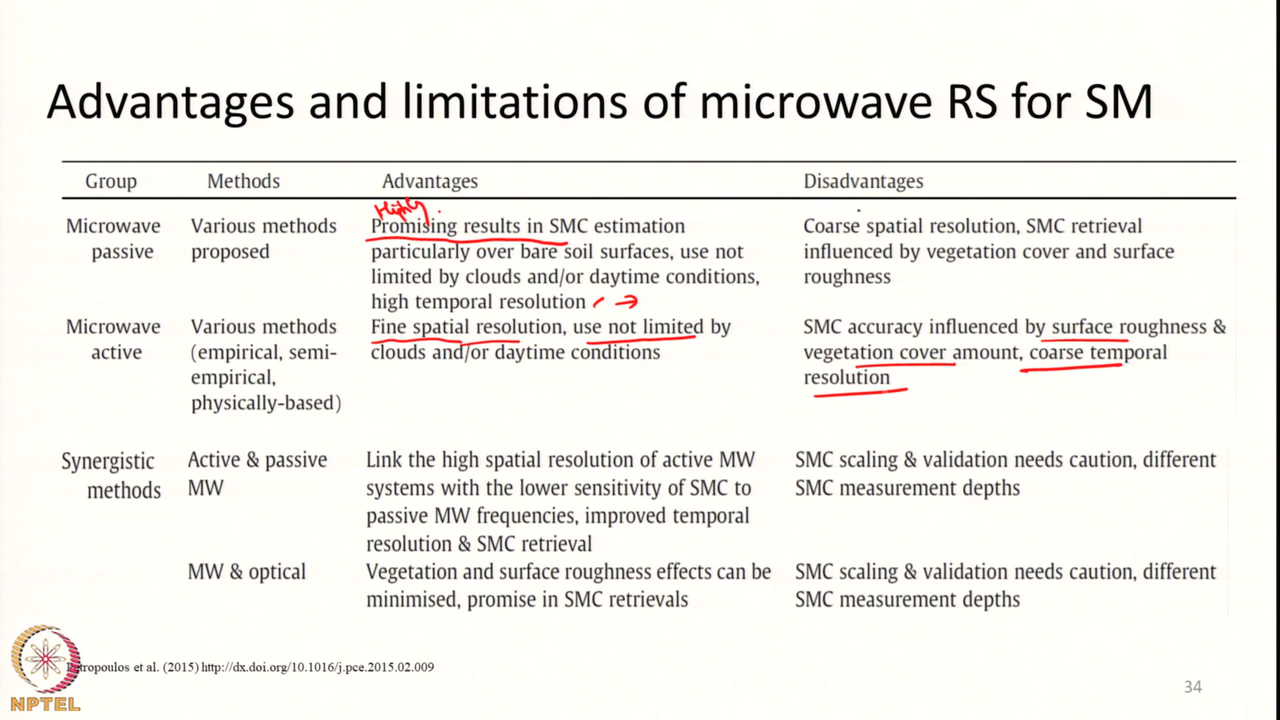 Advantages and limitations of microwave RS for SM
Group Methods Advantages Disadvantages
Highly
Microwave Various methods Promising results in SMC estimation Coarse spatial resolution, SMC retrieval
passive proposed particularly over bare soil surfaces, use not influenced by vegetation cover and surface
limited by clouds and/or daytime conditions, roughness
high temporal resolution
Microwave Various methods Fine spatial resolution, use not limited by SMC accuracy influenced by surface roughness &
active (empirical, semi- clouds and/or daytime conditions vegetation cover amount, coarse temporal
empirical, resolution
physically-based)
Synergistic Active & passive Link the high spatial resolution of active MW SMC scaling & validation needs caution, different
methods MW systems with the lower sensitivity of SMC to SMC measurement depths
passive MW frequencies, improved temporal
resolution & SMC retrieval
MW & optical Vegetation and surface roughness effects can be SMC scaling & validation needs caution, different
minimised, promise in SMC retrievals SMC measurement depths
Petropoulos et al. (2015) http://dx.doi.org/10.1016/j.pce.2015.02.009
34
NPTEL